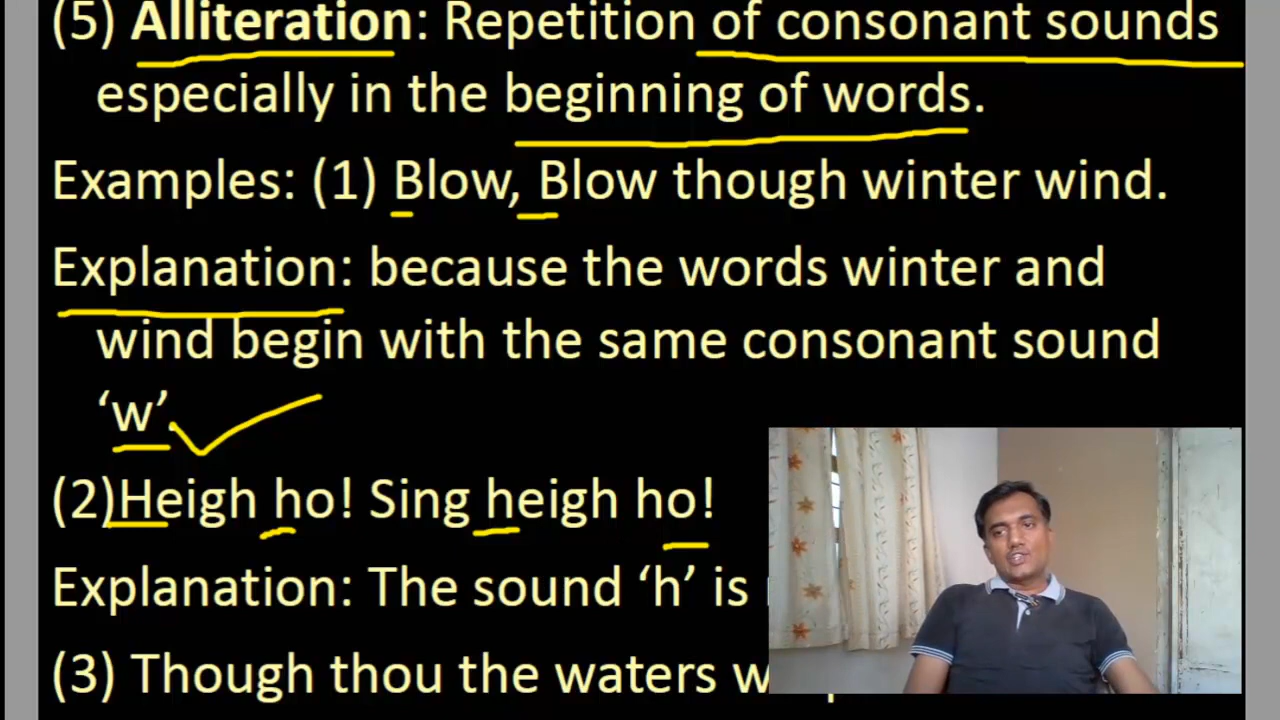 (5) Alliteration: Repetition of consonant sounds
especially in the beginning of words.
Examples: (1) Blow, Blow though winter wind.
Explanation: because the words winter and
wind begin with the same consonant sound
‘w’.
(2)Heigh ho! Sing heigh ho!
Explanation: The sound ‘h’ is
(3) Though thou the waters